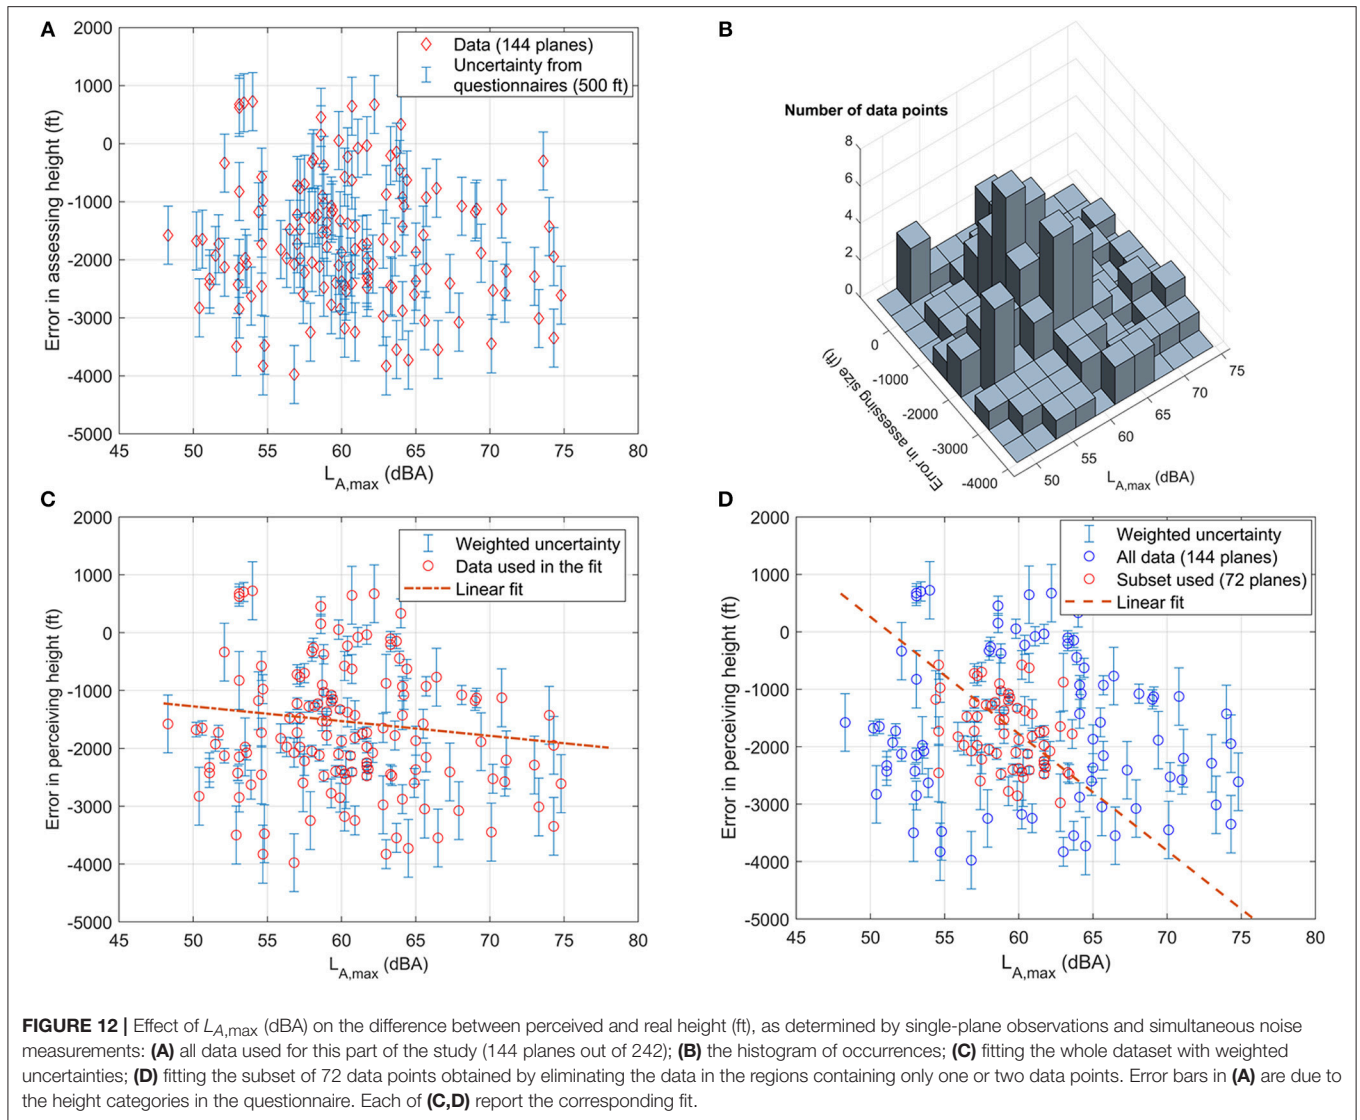 A
2000
1000
0
-1000
-2000
-3000
-4000
-5000
45
50
55
60
65
70
75
80
Error in assessing height (ft)
L_A,max (dBA)
Data (144 planes)
Uncertainty from
questionnaires (500 ft)
B
Number of data points
8
6
4
2
0
0
-1000
-2000
-3000
-4000
Error in assessing size (ft)
50
55
60
65
70
75
L_A,max (dBA)
C
2000
1000
0
-1000
-2000
-3000
-4000
-5000
45
50
55
60
65
70
75
80
Error in perceiving height (ft)
L_A,max (dBA)
Weighted uncertainty
Data used in the fit
Linear fit
D
2000
1000
0
-1000
-2000
-3000
-4000
-5000
45
50
55
60
65
70
75
80
Error in perceiving height (ft)
L_A,max (dBA)
Weighted uncertainty
All data (144 planes)
Subset used (72 planes)
Linear fit
FIGURE 12 | Effect of L_A,max (dBA) on the difference between perceived and real height (ft), as determined by single-plane observations and simultaneous noise
measurements: (A) all data used for this part of the study (144 planes out of 242); (B) the histogram of occurrences; (C) fitting the whole dataset with weighted
uncertainties; (D) fitting the subset of 72 data points obtained by eliminating the data in the regions containing only one or two data points. Error bars in (A) are due to
the height categories in the questionnaire. Each of (C,D) report the corresponding fit.